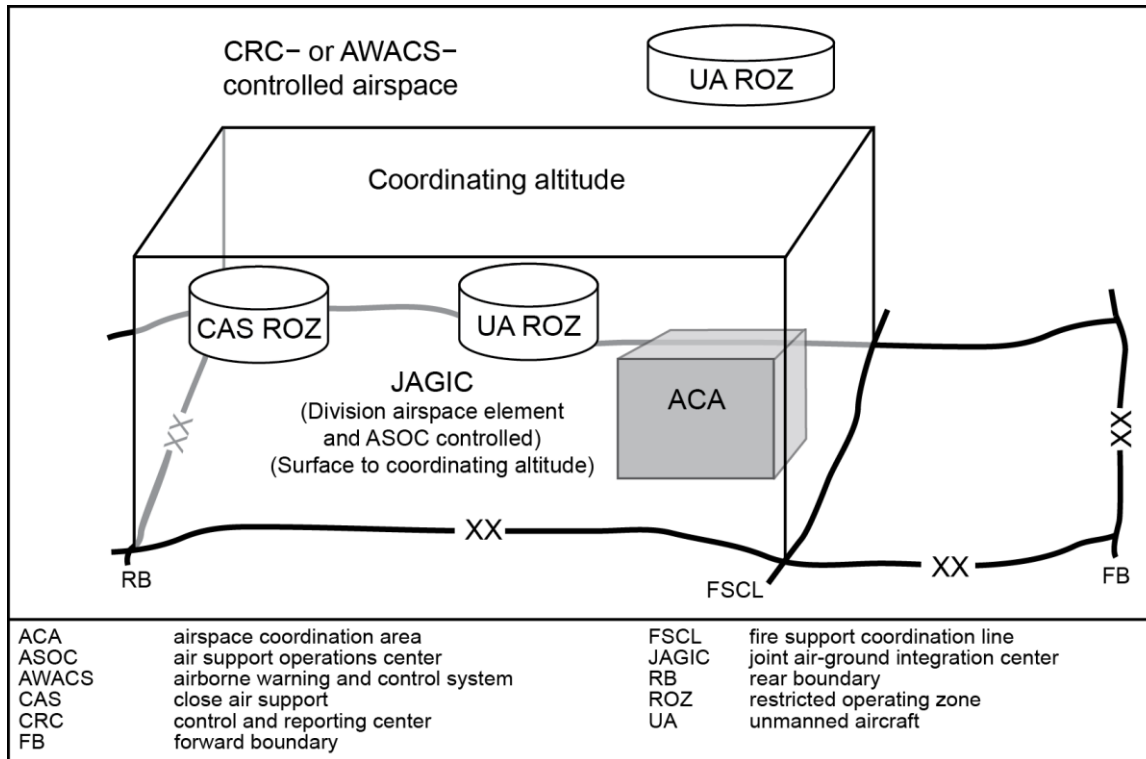 CRC– or AWACS–
controlled airspace
UA ROZ
Coordinating altitude
CAS ROZ
UA ROZ
JAGIC
(Division airspace element
and ASOC controlled)
(Surface to coordinating altitude)
ACA
XX
XX
XX
XX
RB
FSCL
FB
ACA airspace coordination area
ASOC air support operations center
AWACS airborne warning and control system
CAS close air support
CRC control and reporting center
FB forward boundary
FSCL fire support coordination line
JAGIC joint air-ground integration center
RB rear boundary
ROZ restricted operating zone
UA unmanned aircraft